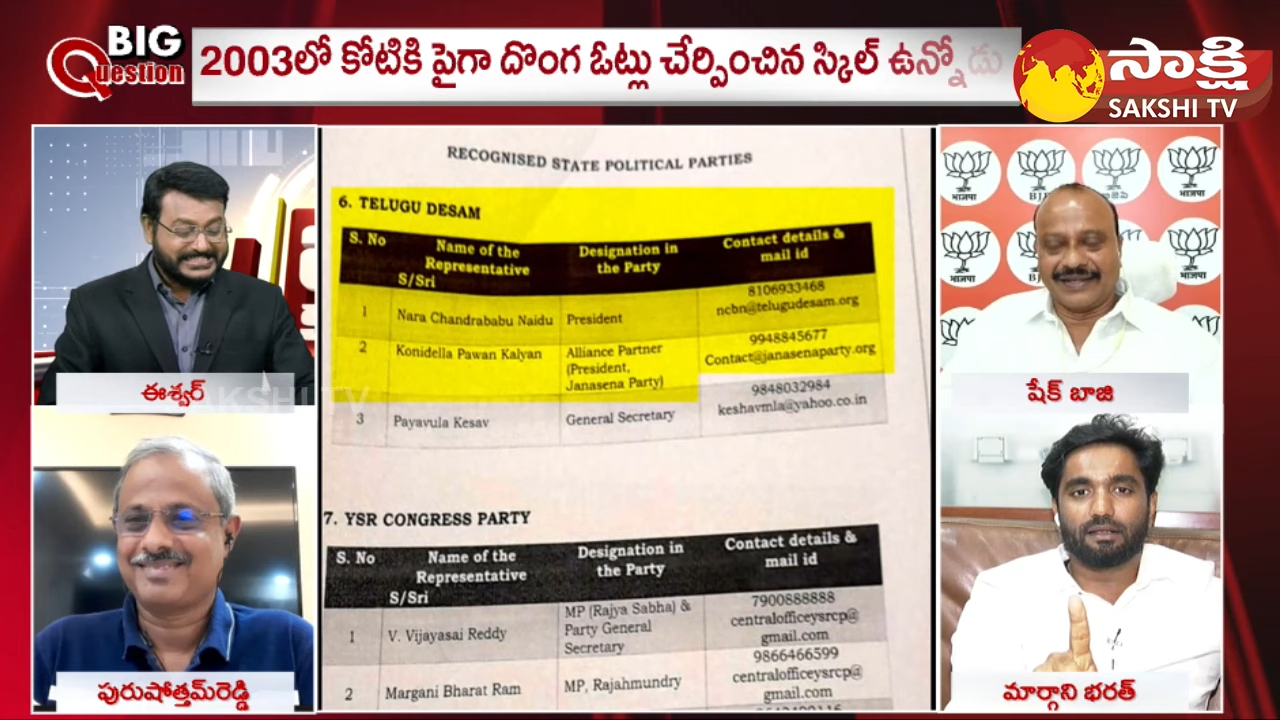 BIG
Question
2003లో కోటికి పైగా దొంగ ఓట్లు చేర్పించిన స్కిల్ ఉన్నోడు
సాక్షి
SAKSHI TV
RECOGNISED STATE POLITICAL PARTIES
6. TELUGU DESAM
S. No Name of the Representative S/Sri Designation in the Party Contact details & mail id
1 Nara Chandrababu Naidu President 8106933468 ncbn@telugudesam.org
2 Konidella Pawan Kalyan Alliance Partner (President, Janasena Party) 9948845677 Contact@janasenaparty.org
3 Payavula Kesav General Secretary 9848032984 keshavmla@yahoo.co.in
7. YSR CONGRESS PARTY
S. No Name of the Representative S/Sri Designation in the Party Contact details & mail id
1 V. Vijayasai Reddy MP (Rajya Sabha) & Party General Secretary 7900888888 centralofficeysrcp@gmail.com
2 Margani Bharat Ram MP, Rajahmundry 9866466599 centralofficeysrcp@gmail.com
ఈశ్వర్
SAKSHI TV
షేక్ బాజి
పురుషోత్తమ్‌రెడ్డి
మార్గాని భరత్
భాజపా
भाजपा
BJP